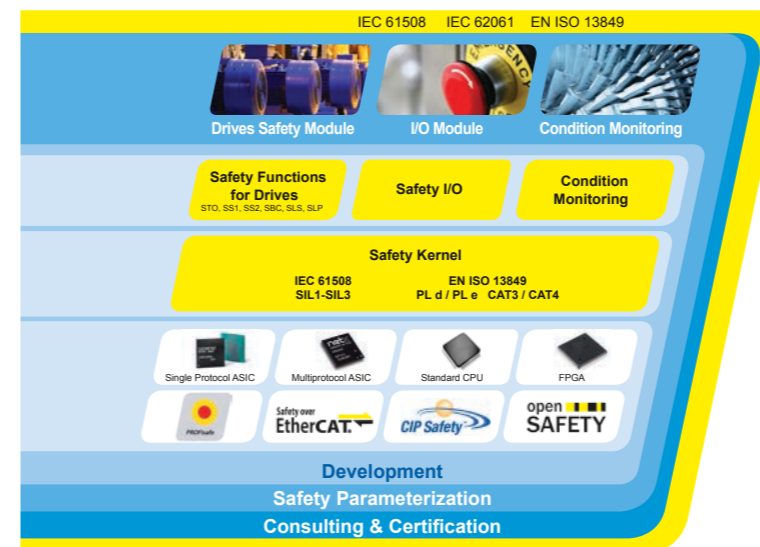 IEC 61508 IEC 62061 EN ISO 13849
EMERGENCY
Drives Safety Module I/O Module Condition Monitoring
Safety Functions
for Drives
STO, SS1, SS2, SBC, SLS, SLP
Safety I/O
Condition
Monitoring
Safety Kernel
IEC 61508 EN ISO 13849
SIL1-SIL3 PL d / PL e CAT3 / CAT4
Single Protocol ASIC Multiprotocol ASIC Standard CPU FPGA
PROFIsafe
Safety over
EtherCAT
CIP Safety
open
SAFETY
Development
Safety Parameterization
Consulting & Certification